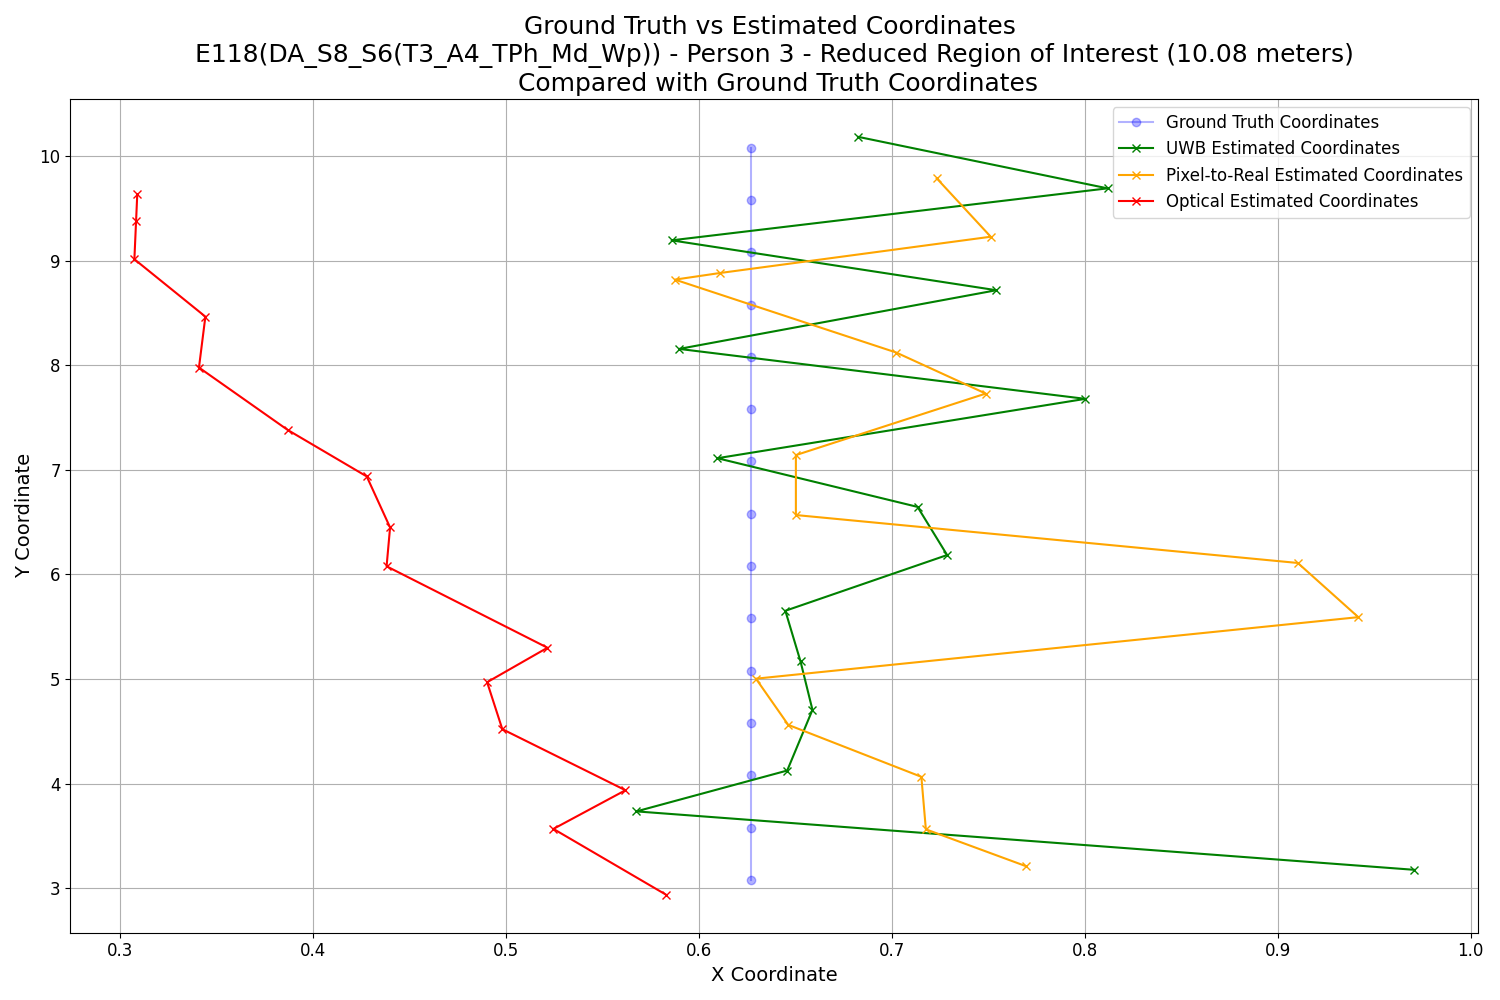 Ground Truth vs Estimated Coordinates
E118(DA_S8_S6(T3_A4_TPh_Md_Wp)) - Person 3 - Reduced Region of Interest (10.08 meters)
Compared with Ground Truth Coordinates
Ground Truth Coordinates
UWB Estimated Coordinates
Pixel-to-Real Estimated Coordinates
Optical Estimated Coordinates
Y Coordinate
10
9
8
7
6
5
4
3
0.3 0.4 0.5 0.6 0.7 0.8 0.9 1.0
X Coordinate